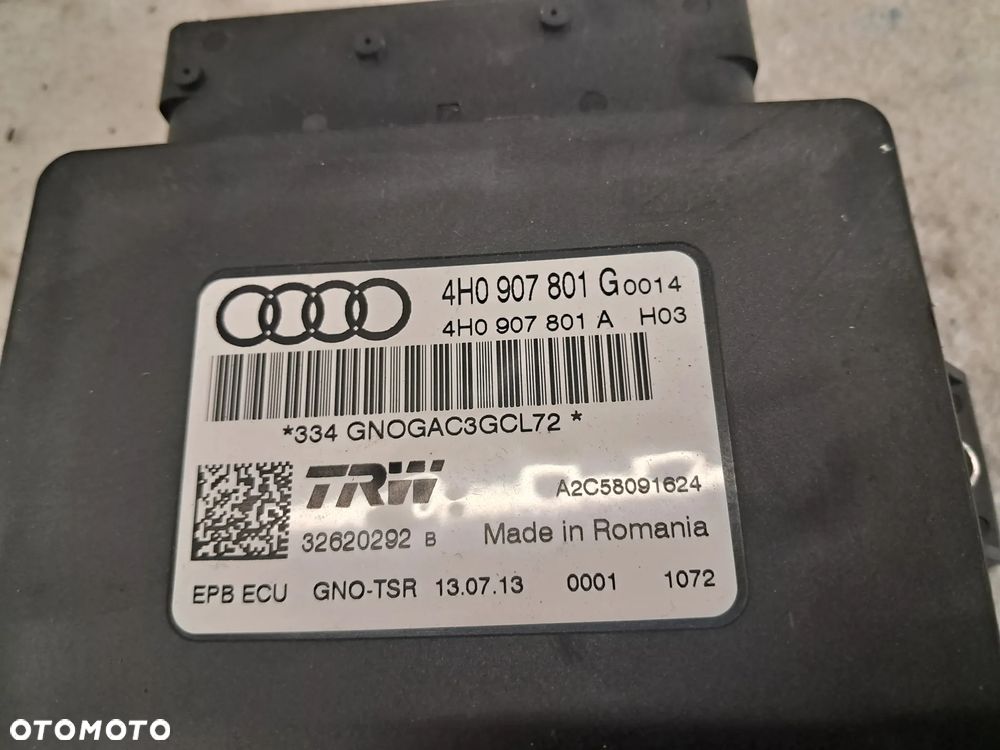 4H0 907 801 G 0014
4H0 907 801 A H03
*334 GNOGAC3GCL72 *
TRW
A2C58091624
32620292 B Made in Romania
EPB ECU GNO-TSR 13.07.13 0001 1072
OTOMOTO